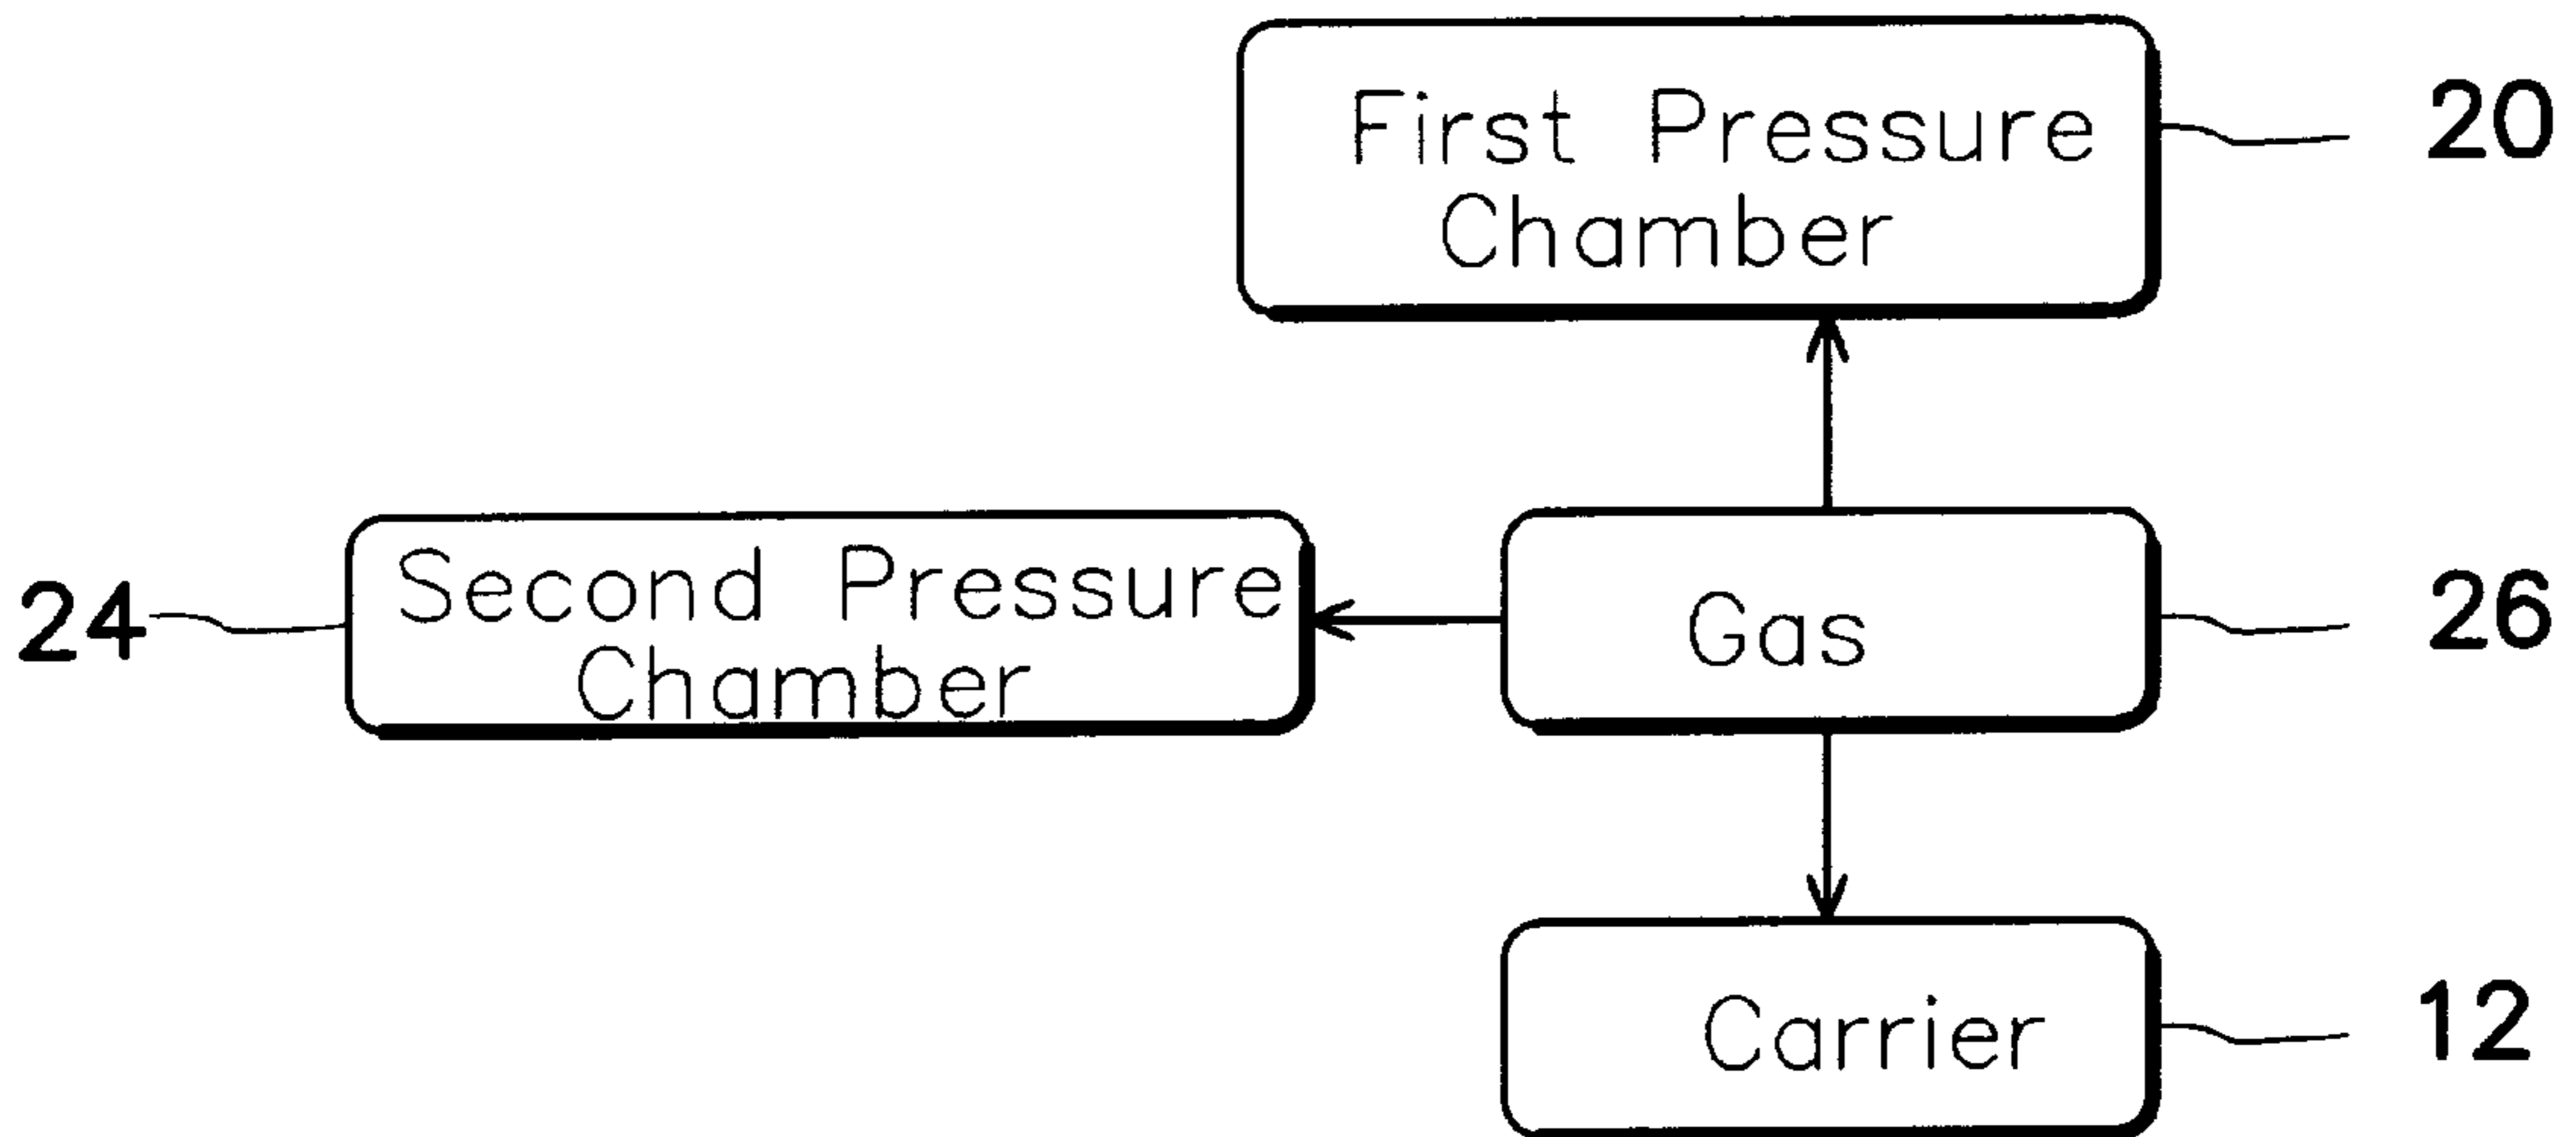 First Pressure
Chamber
20
Second Pressure
Chamber
24
Gas
26
Carrier
12